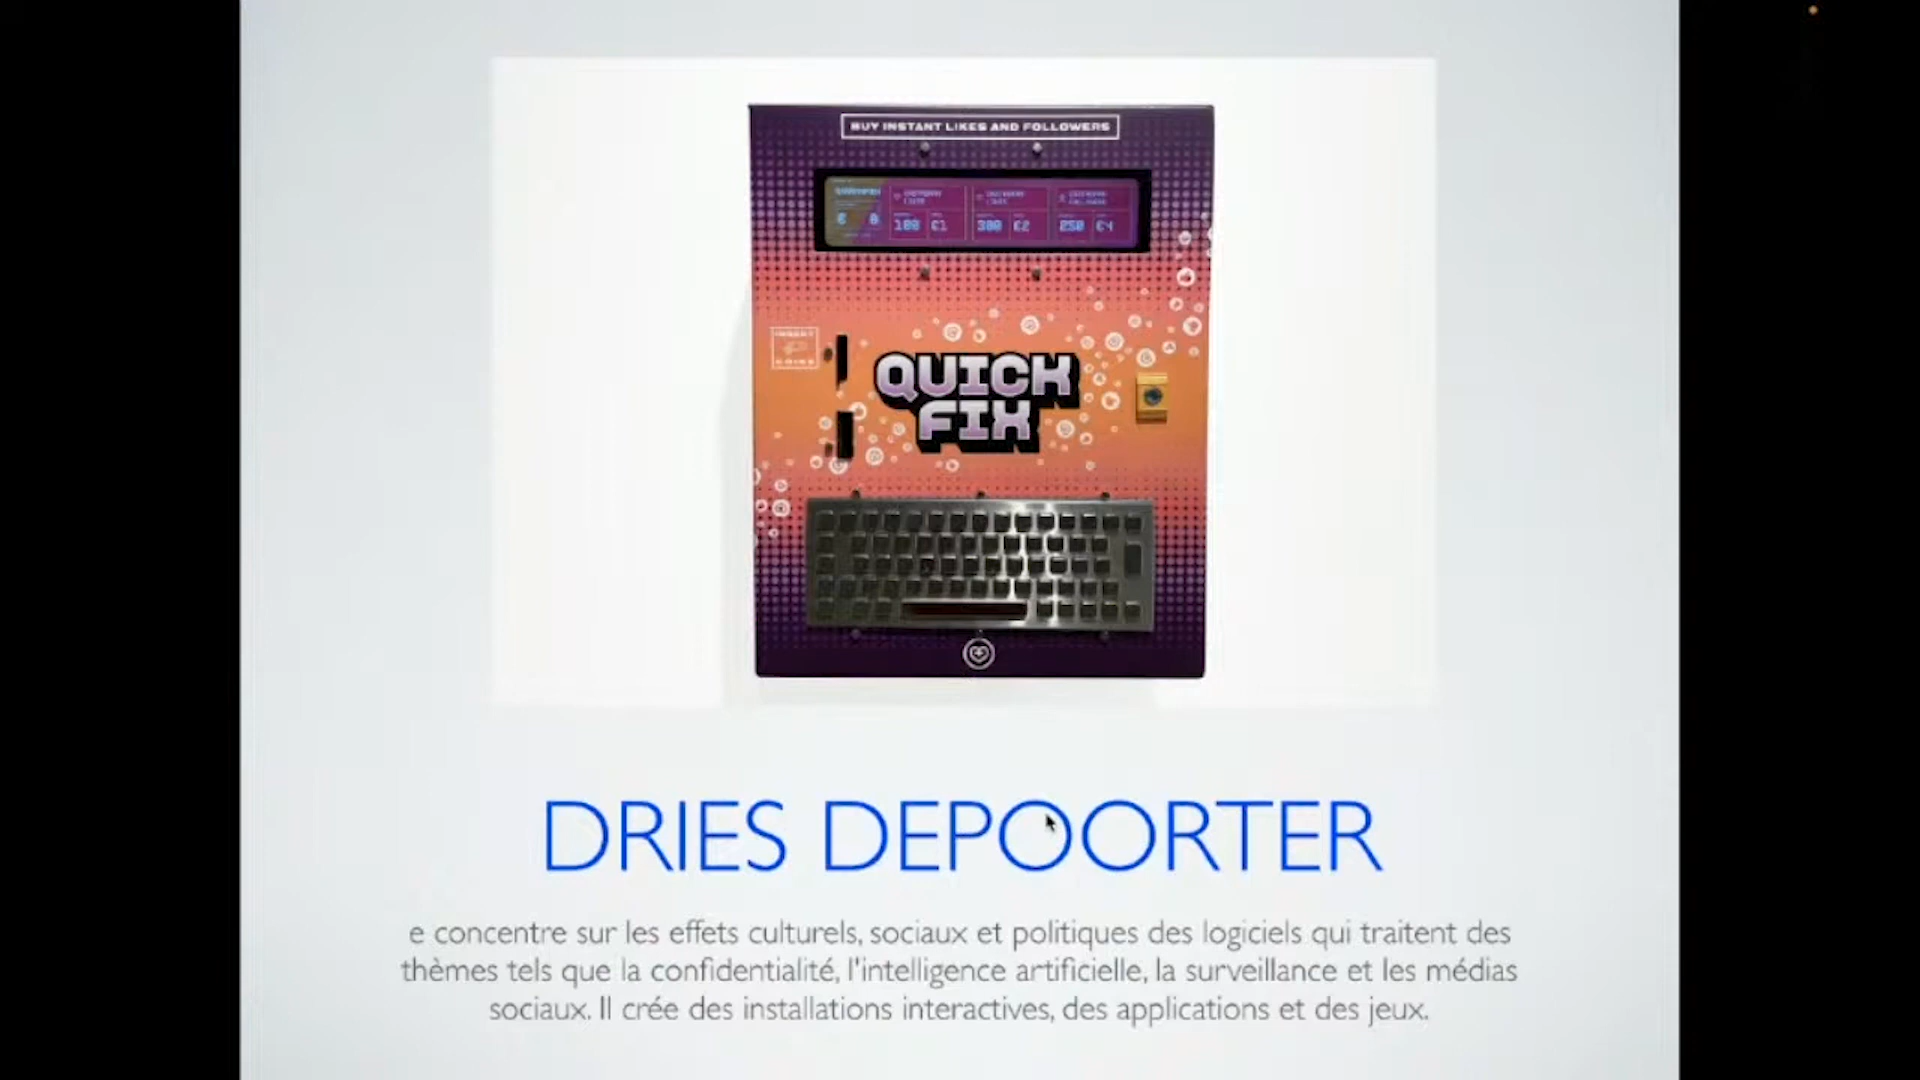 BUY INSTANT LIKES AND FOLLOWERS
100 €1
300 €2
250 €4
INSERT
COINS
QUICK
FIX
DRIES DEPOORTER
e concentre sur les effets culturels, sociaux et politiques des logiciels qui traitent des
thèmes tels que la confidentialité, l'intelligence artificielle, la surveillance et les médias
sociaux. Il crée des installations interactives, des applications et des jeux.